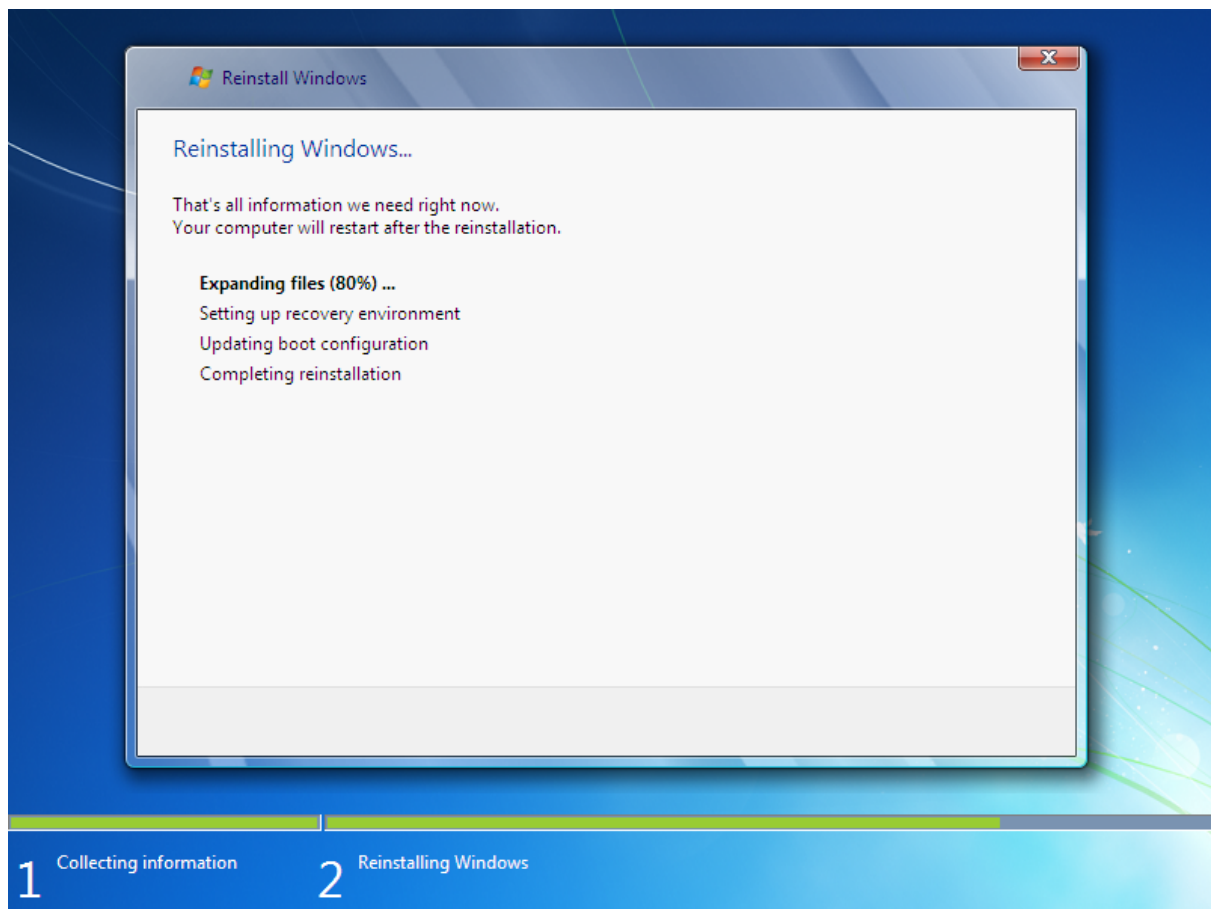 Reinstall Windows
Reinstalling Windows...
That's all information we need right now.
Your computer will restart after the reinstallation.
Expanding files (80%) ...
Setting up recovery environment
Updating boot configuration
Completing reinstallation
1 Collecting information
2 Reinstalling Windows